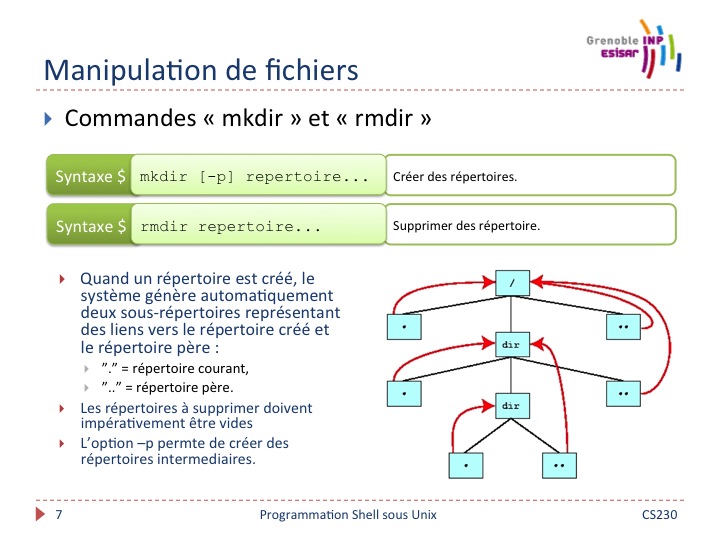 Grenoble INP
ESISAR
Manipulation de fichiers
Commandes « mkdir » et « rmdir »
Syntaxe $ mkdir [-p] repertoire... Créer des répertoires.
Syntaxe $ rmdir repertoire... Supprimer des répertoire.
Quand un répertoire est créé, le
système génère automatiquement
deux sous-répertoires représentant
des liens vers le répertoire créé et
le répertoire père :
”.” = répertoire courant,
”..” = répertoire père.
Les répertoires à supprimer doivent
impérativement être vides
L’option –p permte de créer des
répertoires intermediaires.
/
. ..
dir
. ..
dir
. ..
7 Programmation Shell sous Unix CS230